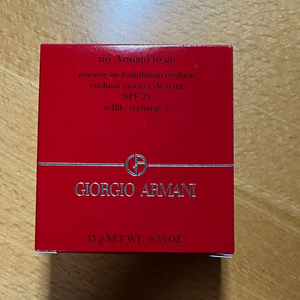 my Armani to go
essence-in-foundation cushion
cushion essence de teint
SPF 23
refill - recharge 3
GIORGIO ARMANI
15 g NET WT. 0.53 OZ.